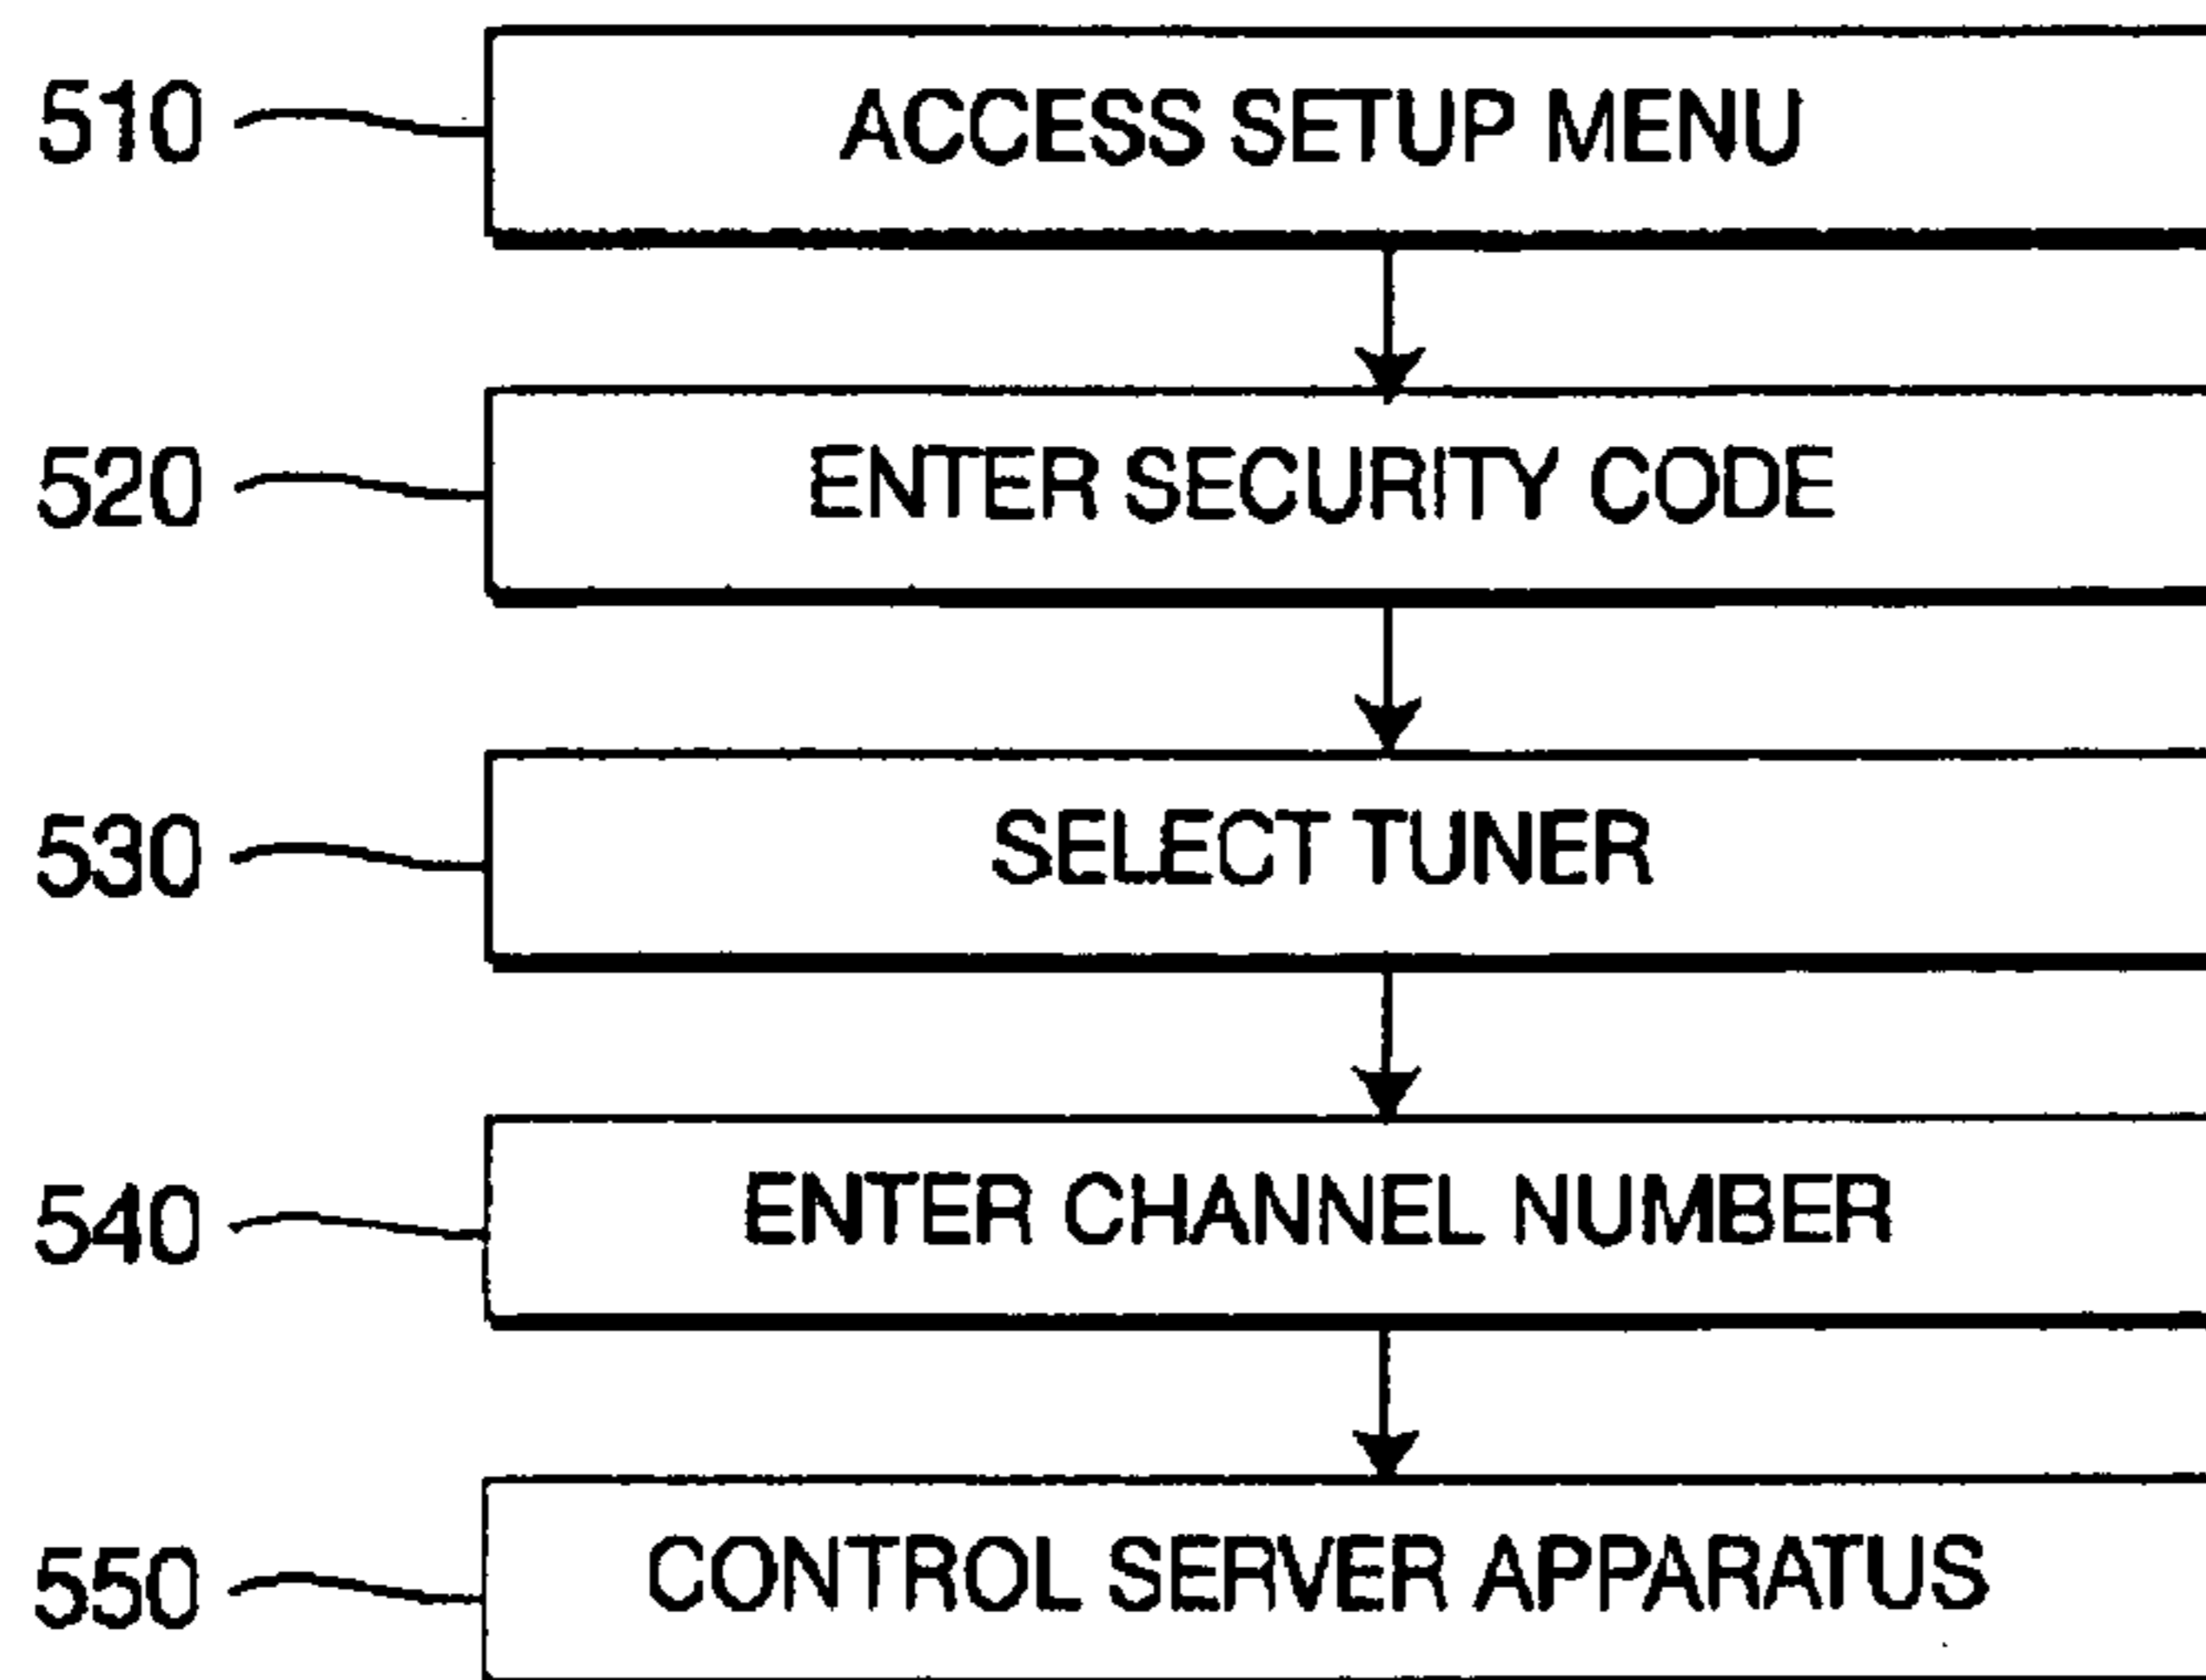 510 ACCESS SETUP MENU
520 ENTER SECURITY CODE
530 SELECT TUNER
540 ENTER CHANNEL NUMBER
550 CONTROL SERVER APPARATUS